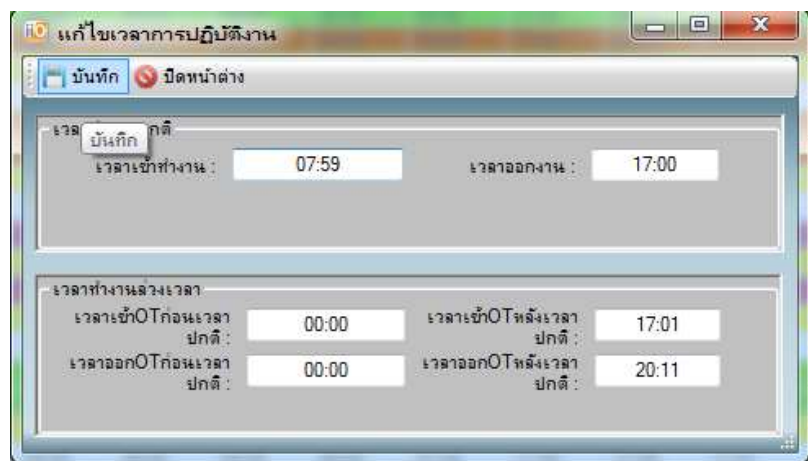 แก้ไขเวลาการปฏิบัติงาน
บันทึก ปิดหน้าต่าง
บันทึก
เวลาเข้าทำงาน : 07:59 เวลาออกงาน : 17:00
เวลาทำงานล่วงเวลา
เวลาเข้าOTก่อนเวลา
ปกติ : 00:00
เวลาเข้าOTหลังเวลา
ปกติ : 17:01
เวลาออกOTก่อนเวลา
ปกติ : 00:00
เวลาออกOTหลังเวลา
ปกติ : 20:11